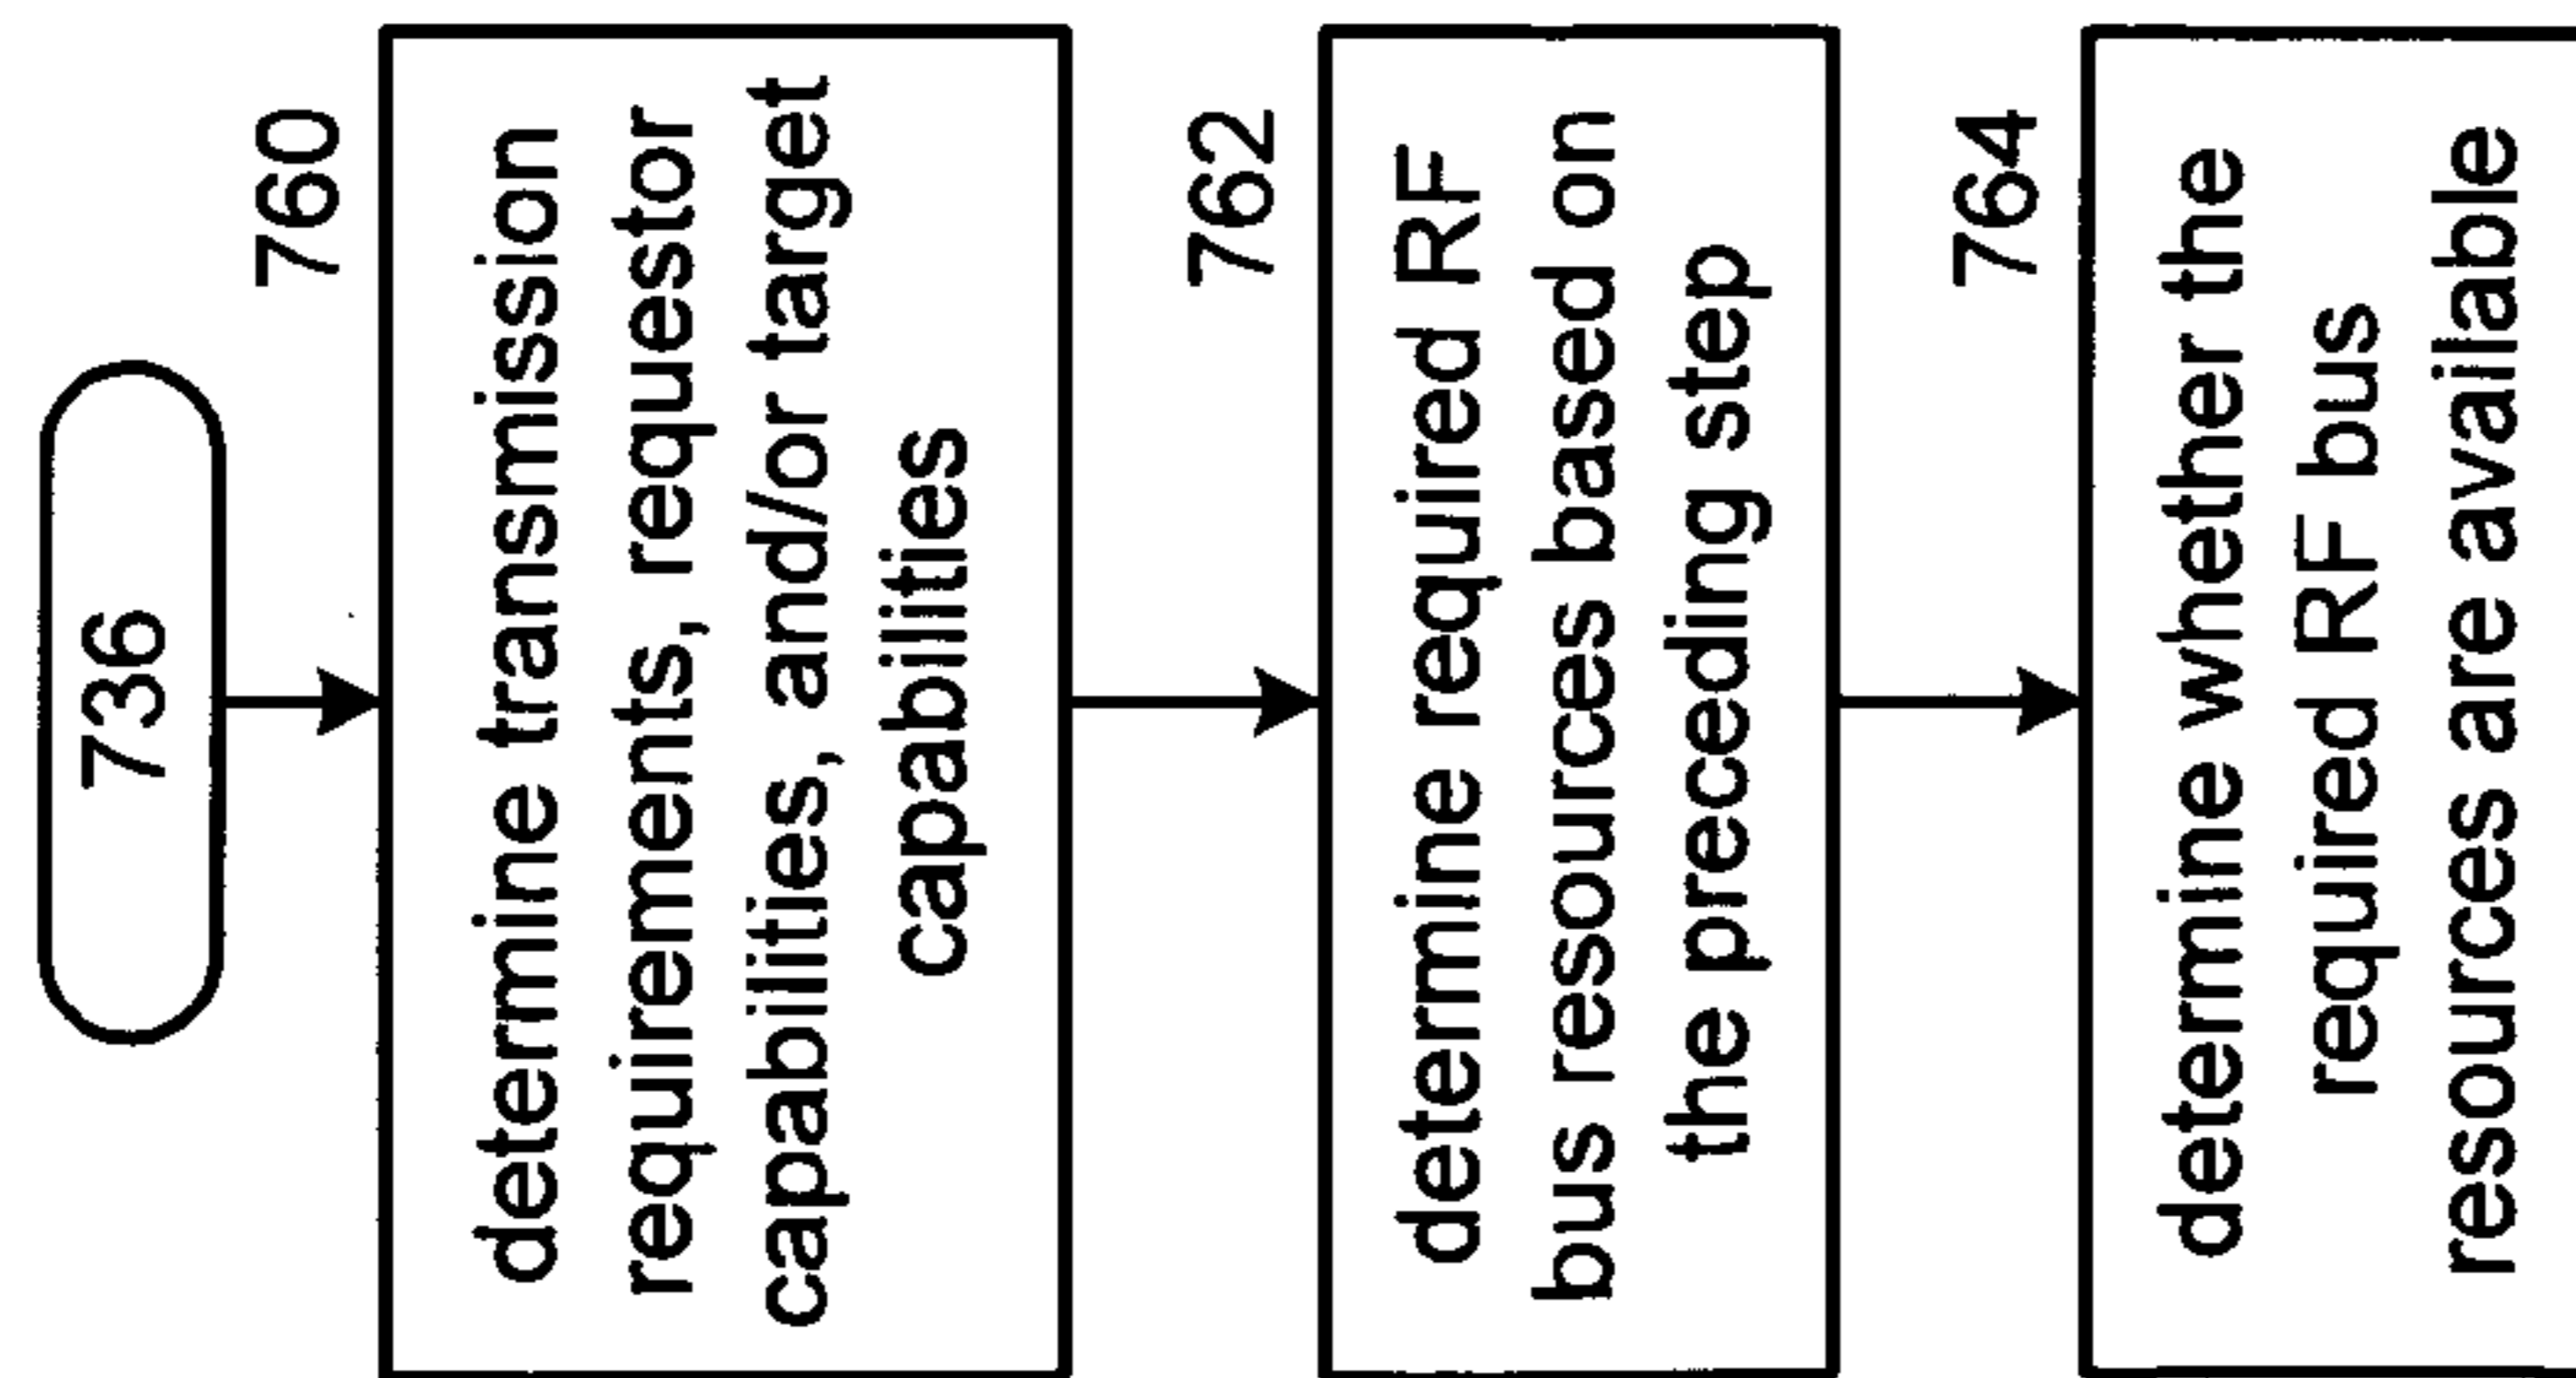 736
760
determine transmission
requirements, requestor
capabilities, and/or target
capabilities
762
determine required RF
bus resources based on
the preceding step
764
determine whether the
required RF bus
resources are available